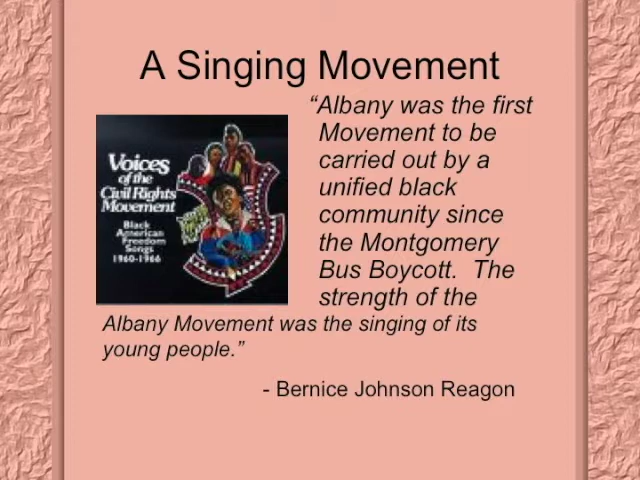 A Singing Movement
“Albany was the first
Movement to be
carried out by a
unified black
community since
the Montgomery
Bus Boycott.  The
strength of the
Albany Movement was the singing of its
young people.”
- Bernice Johnson Reagon
Voices
of the
Civil Rights
Movement
Black
American
Freedom
Songs
1960-1966